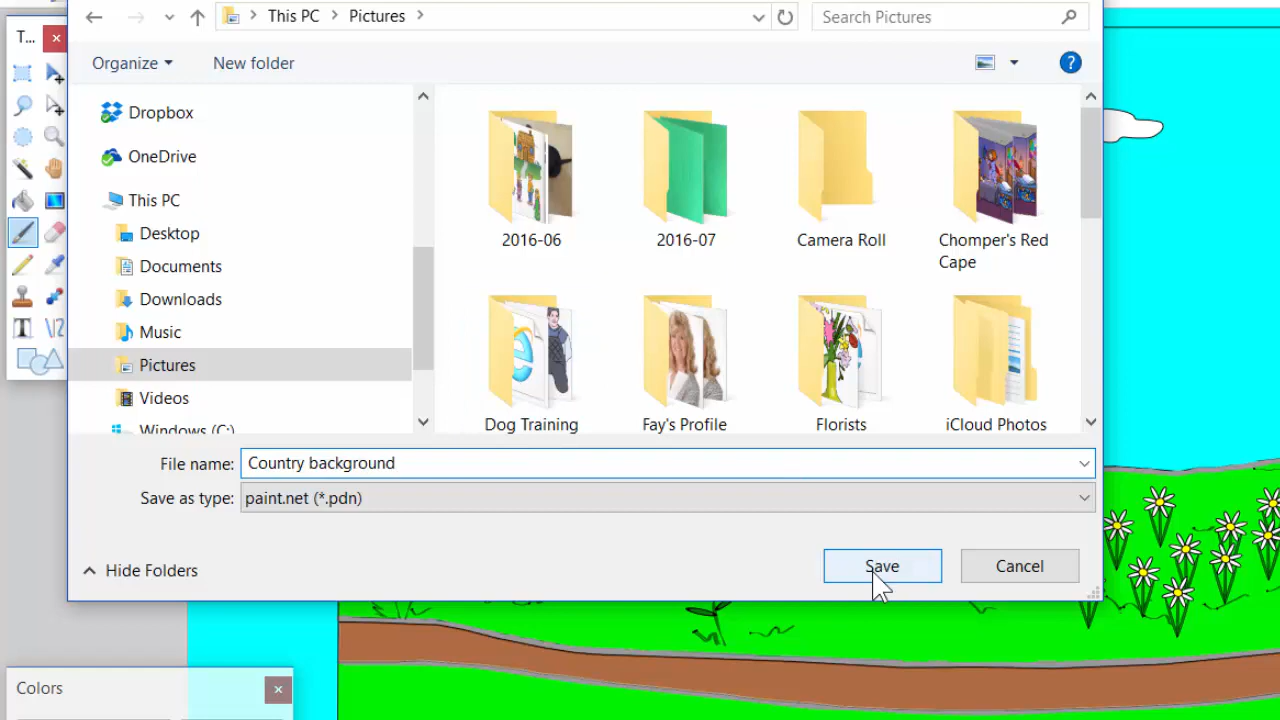 This PC
Pictures
Search Pictures
T...
Organize
New folder
Dropbox
OneDrive
This PC
Desktop
Documents
Downloads
Music
Pictures
Videos
Windows (C:)
2016-06
2016-07
Camera Roll
Chomper's Red
Cape
Dog Training
Fay's Profile
Florists
iCloud Photos
File name: Country background
Save as type: paint.net (*.pdn)
Hide Folders
Save
Cancel
Colors